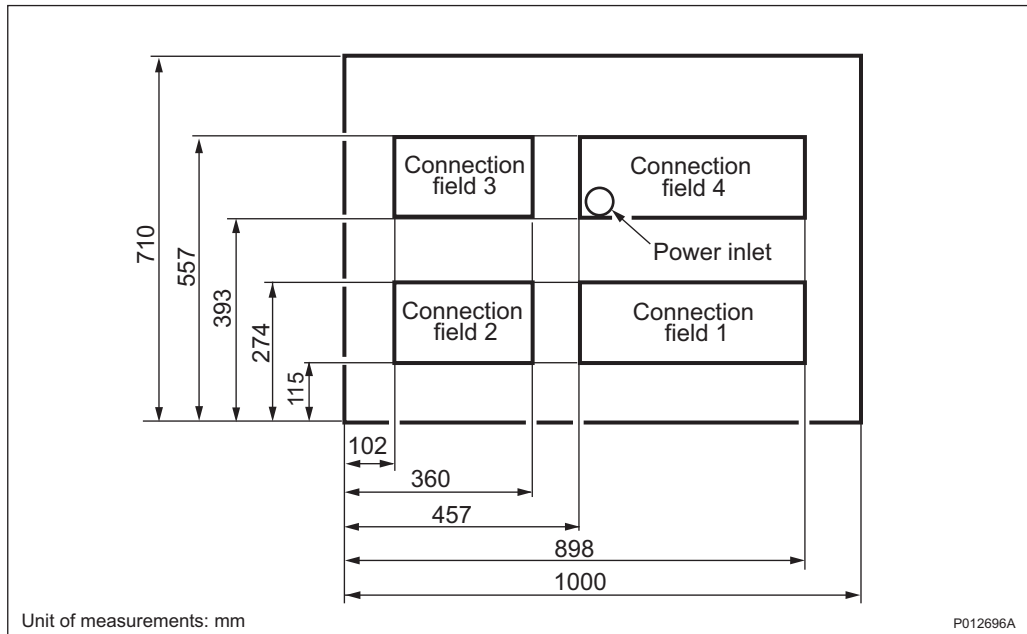 Connection
field 3
Connection
field 4
Power inlet
710
557
393
274
115
Connection
field 2
Connection
field 1
102
360
457
898
1000
Unit of measurements: mm
P012696A